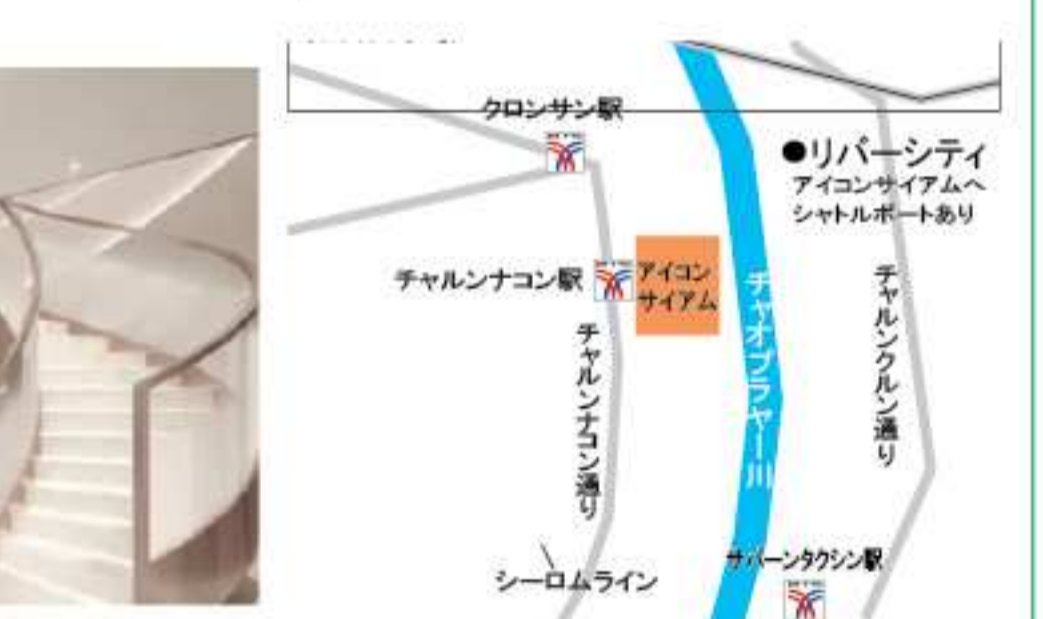 クロンサン駅
●リバーシティ
アイコンサイアムへ
シャトルボートあり
チャルンナコン駅
アイコン
サイアム
チャオプラヤー川
チャルンクルン通り
チャルンナコン通り
サパーンタクシン駅
シーロムライン